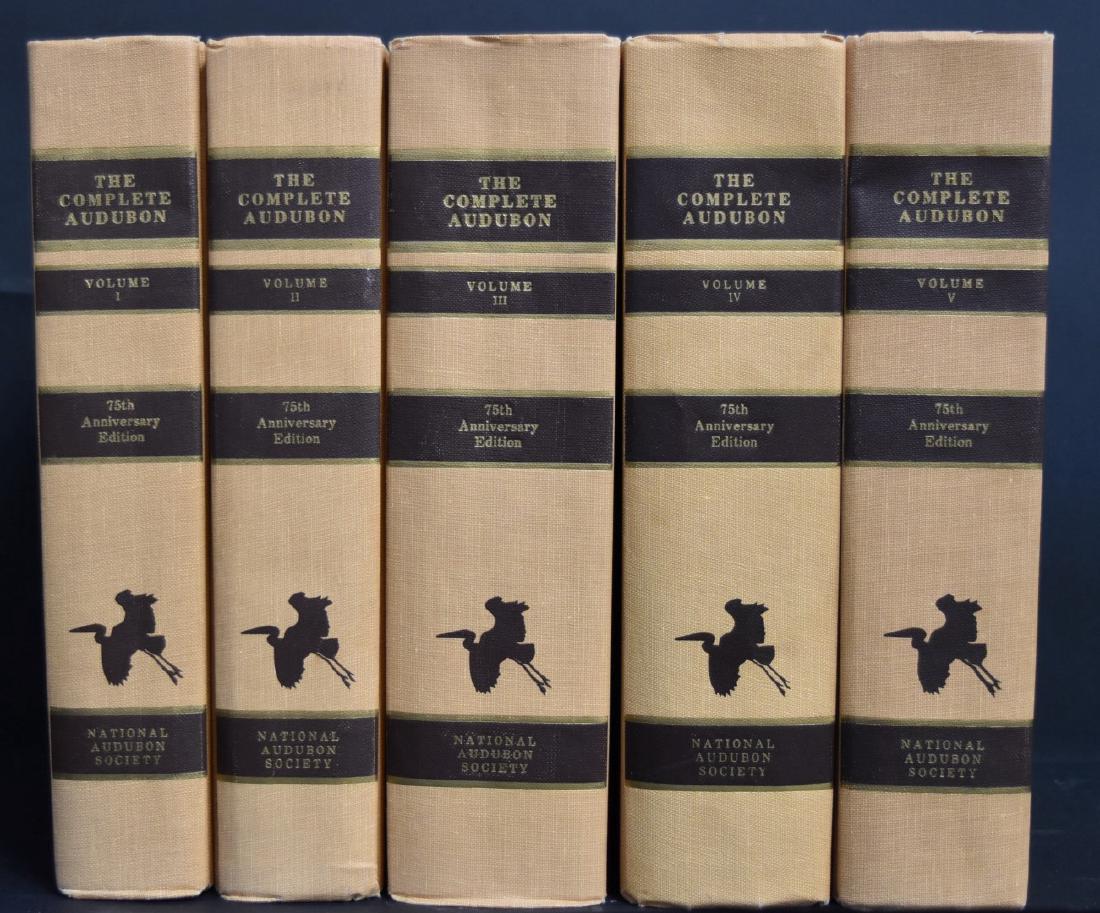 THE
COMPLETE
AUDUBON
VOLUME
I
75th
Anniversary
Edition
NATIONAL
AUDUBON
SOCIETY
THE
COMPLETE
AUDUBON
VOLUME
II
75th
Anniversary
Edition
NATIONAL
AUDUBON
SOCIETY
THE
COMPLETE
AUDUBON
VOLUME
III
75th
Anniversary
Edition
NATIONAL
AUDUBON
SOCIETY
THE
COMPLETE
AUDUBON
VOLUME
IV
75th
Anniversary
Edition
NATIONAL
AUDUBON
SOCIETY
THE
COMPLETE
AUDUBON
VOLUME
V
75th
Anniversary
Edition
NATIONAL
AUDUBON
SOCIETY